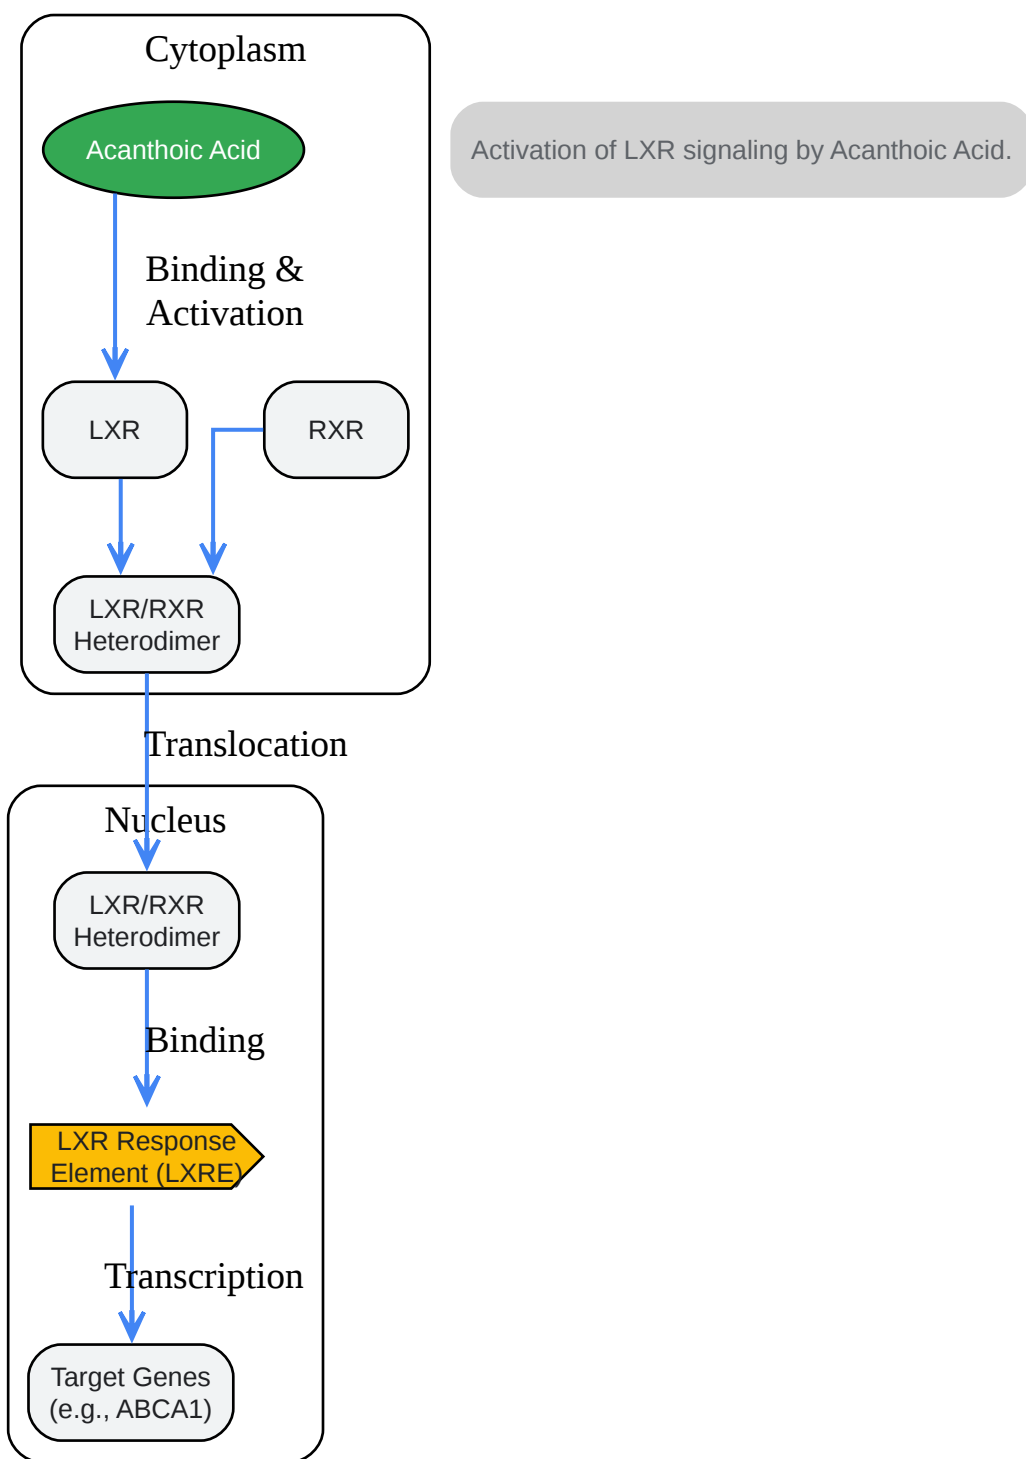 Cytoplasm
Acanthoic Acid
Activation of LXR signaling by Acanthoic Acid.
Binding &
Activation
LXR
RXR
LXR/RXR
Heterodimer
Translocation
Nucleus
LXR/RXR
Heterodimer
Binding
LXR Response
Element (LXRE)
Transcription
Target Genes
(e.g., ABCA1)